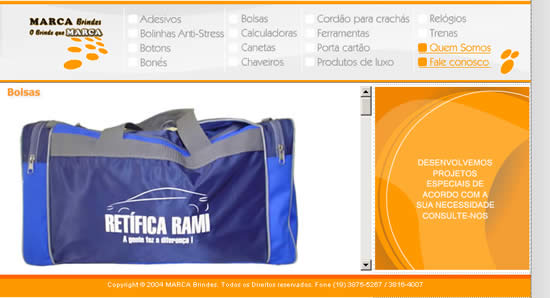 MARCA Brindes
O Brinde que MARCA
Adesivos
Bolinhas Anti-Stress
Botons
Bonés
Bolsas
Calculadoras
Canetas
Chaveiros
Cordão para crachás
Ferramentas
Porta cartão
Produtos de luxo
Relógios
Trenas
Quem Somos
Fale conosco
Bolsas
RETÍFICA RAMI
A gente faz a diferença !
DESENVOLVEMOS
PROJETOS
ESPECIAIS DE
ACORDO COM A
SUA NECESSIDADE
CONSULTE-NOS
Copyright © 2004 MARCA Brindes. Todos os Direitos reservados. Fone (19) 3875-5267 / 3816-4007